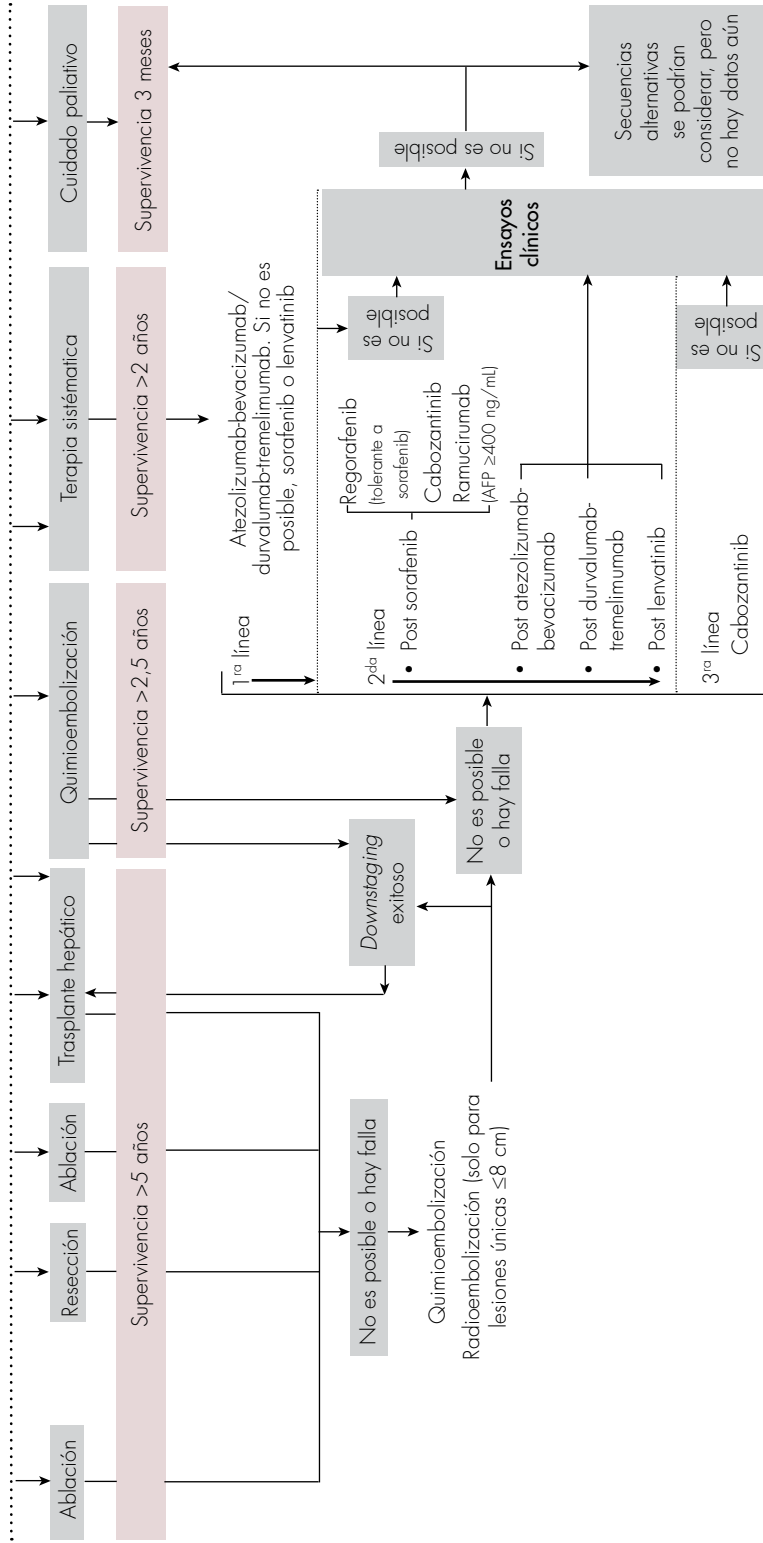 Ablación
Resección
Ablación
Trasplante hepático
Quimioembolización
Terapia sistématica
Cuidado paliativo
Supervivencia >5 años
Supervivencia >2,5 años
Supervivencia >2 años
Supervivencia 3 meses
No es posible o hay falla
Quimioembolización
Radioembolización (solo para
lesiones únicas ≤8 cm)
Downstaging
exitoso
No es posible
o hay falla
1ra línea
Atezolizumab-bevacizumab/
durvalumab-tremelimumab. Si no es
posible, sorafenib o lenvatinib
2da línea
• Post sorafenib
Regorafenib
(tolerante a
sorafenib)
Cabozantinib
Ramucirumab
(AFP ≥400 ng/mL)
• Post atezolizumab-
bevacizumab
• Post durvalumab-
tremelimumab
• Post lenvatinib
3ra línea
Cabozantinib
Si no es
posible
Si no es
posible
Ensayos
clínicos
Si no es posible
Secuencias
alternativas
se podrían
considerar, pero
no hay datos aún